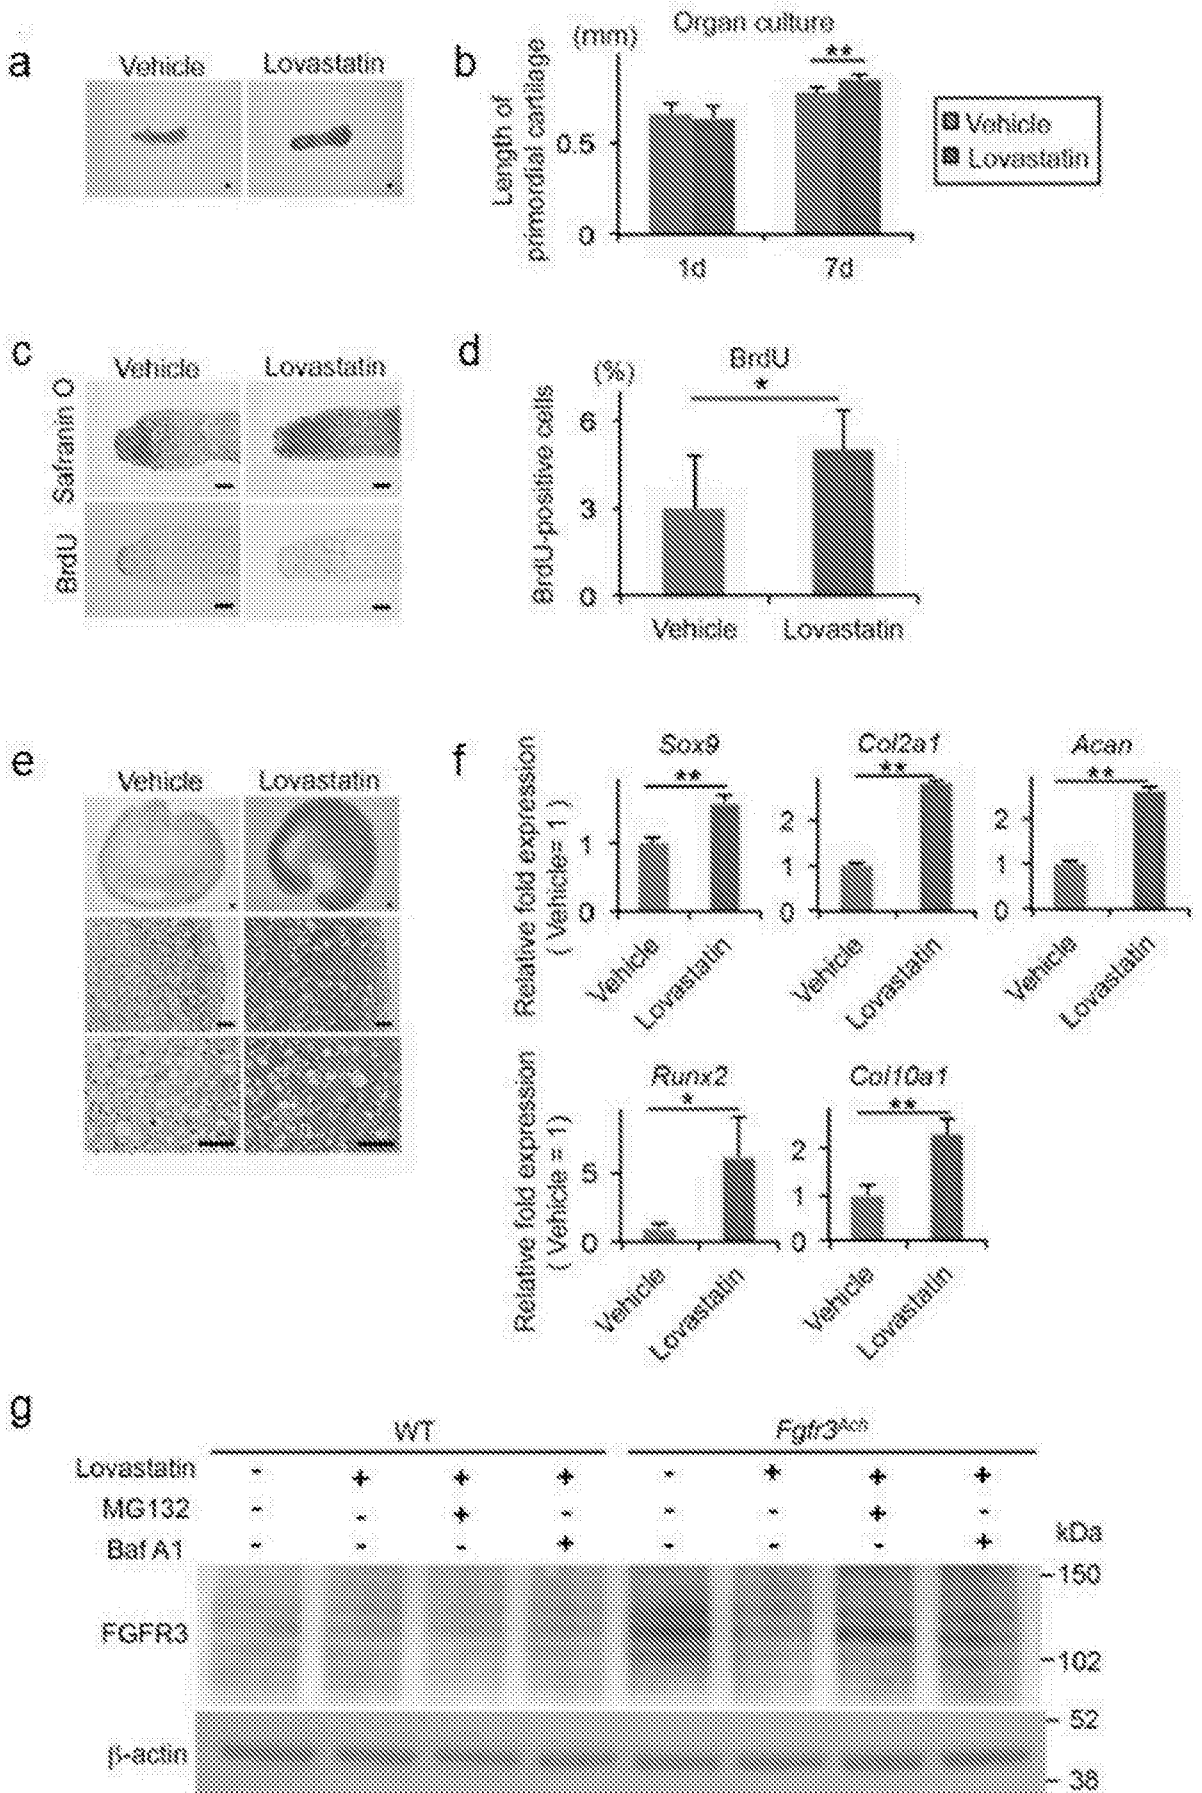 a
Vehicle Lovastatin
b
(mm) Organ culture
**
Length of
primordial cartilage
0.5
0
1d 7d
Vehicle
Lovastatin
c
Vehicle Lovastatin
Safranin O
BrdU
d
(%) BrdU
*
BrdU-positive cells
6
3
0
Vehicle Lovastatin
e
Vehicle Lovastatin
f
Relative fold expression
( Vehicle= 1 )
Sox9
**
1
0
Vehicle
Lovastatin
Col2a1
**
2
1
0
Vehicle
Lovastatin
Acan
**
2
1
0
Vehicle
Lovastatin
Relative fold expression
( Vehicle = 1 )
Runx2
*
5
0
Vehicle
Lovastatin
Col10a1
**
2
1
0
Vehicle
Lovastatin
g
WT Fgfr3Ach
Lovastatin - + + + - + + +
MG132 - - + - - - + -
Baf A1 - - - + - - - +
kDa
150
FGFR3
102
52
β-actin
38